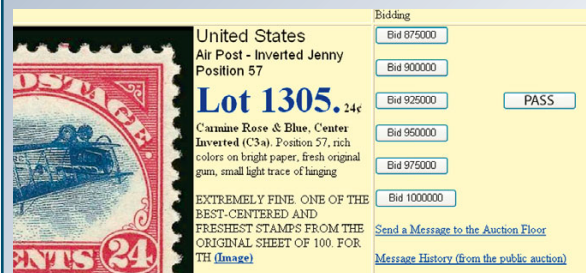 Bidding
United States
Air Post - Inverted Jenny
Position 57
Lot 1305. 24¢
Carmine Rose & Blue, Center
Inverted (C3a). Position 57, rich
colors on bright paper, fresh original
gum, small light trace of hinging
EXTREMELY FINE. ONE OF THE
BEST-CENTERED AND
FRESHEST STAMPS FROM THE
ORIGINAL SHEET OF 100. FOR
TH (Image)
Bid 875000
Bid 900000
Bid 925000
PASS
Bid 950000
Bid 975000
Bid 1000000
Send a Message to the Auction Floor
Message History (from the public auction)
OSTAGE
ENTS 24